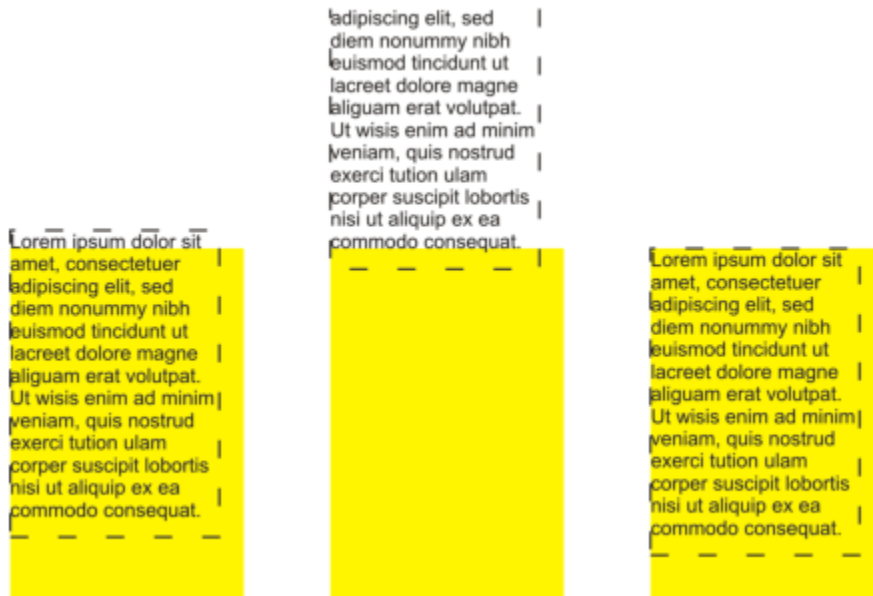 Lorem ipsum dolor sit
amet, consectetuer
adipiscing elit, sed
diem nonummy nibh
euismod tincidunt ut
lacreet dolore magne
aliguam erat volutpat.
Ut wisis enim ad minim
veniam, quis nostrud
exerci tution ulam
corper suscipit lobortis
nisi ut aliquip ex ea
commodo consequat.
adipiscing elit, sed
diem nonummy nibh
euismod tincidunt ut
lacreet dolore magne
aliguam erat volutpat.
Ut wisis enim ad minim
veniam, quis nostrud
exerci tution ulam
corper suscipit lobortis
nisi ut aliquip ex ea
commodo consequat.
Lorem ipsum dolor sit
amet, consectetuer
adipiscing elit, sed
diem nonummy nibh
euismod tincidunt ut
lacreet dolore magne
aliguam erat volutpat.
Ut wisis enim ad minim
veniam, quis nostrud
exerci tution ulam
corper suscipit lobortis
nisi ut aliquip ex ea
commodo consequat.